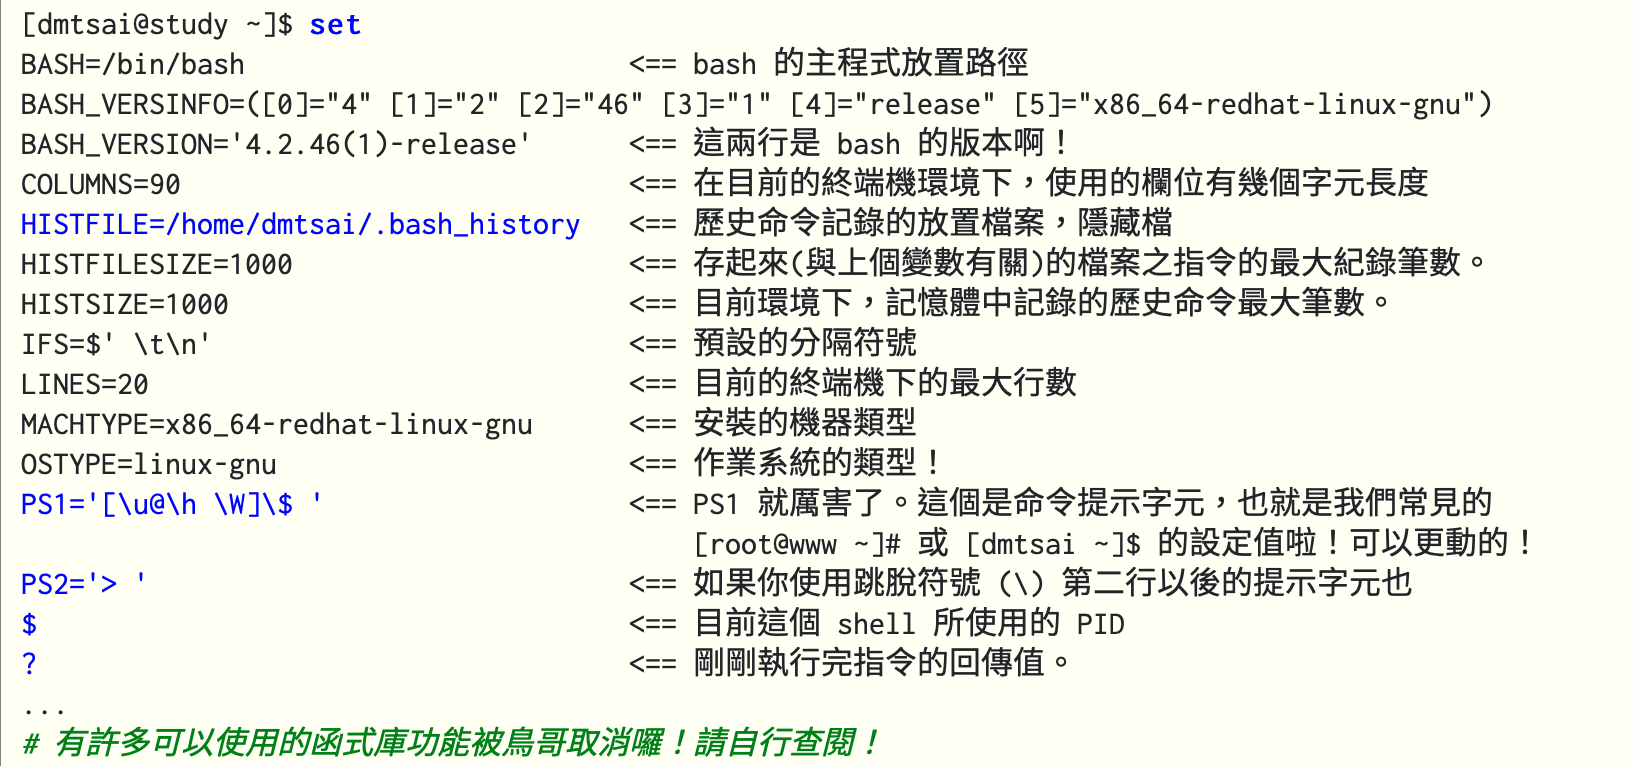 [dmtsai@study ~]$ set
BASH=/bin/bash <== bash 的主程式放置路徑
BASH_VERSINFO=([0]="4" [1]="2" [2]="46" [3]="1" [4]="release" [5]="x86_64-redhat-linux-gnu")
BASH_VERSION='4.2.46(1)-release' <== 這兩行是 bash 的版本啊！
COLUMNS=90 <== 在目前的終端機環境下，使用的欄位有幾個字元長度
HISTFILE=/home/dmtsai/.bash_history <== 歷史命令記錄的放置檔案，隱藏檔
HISTFILESIZE=1000 <== 存起來(與上個變數有關)的檔案之指令的最大紀錄筆數。
HISTSIZE=1000 <== 目前環境下，記憶體中記錄的歷史命令最大筆數。
IFS=$' \t\n' <== 預設的分隔符號
LINES=20 <== 目前的終端機下的最大行數
MACHTYPE=x86_64-redhat-linux-gnu <== 安裝的機器類型
OSTYPE=linux-gnu <== 作業系統的類型！
PS1='[\u@\h \W]\$ ' <== PS1 就厲害了。這個是命令提示字元，也就是我們常見的
[root@www ~]# 或 [dmtsai ~]$ 的設定值啦！可以更動的！
PS2='> ' <== 如果你使用跳脫符號 (\) 第二行以後的提示字元也
$ <== 目前這個 shell 所使用的 PID
? <== 剛剛執行完指令的回傳值。
...
# 有許多可以使用的函式庫功能被鳥哥取消囉！請自行查閱！